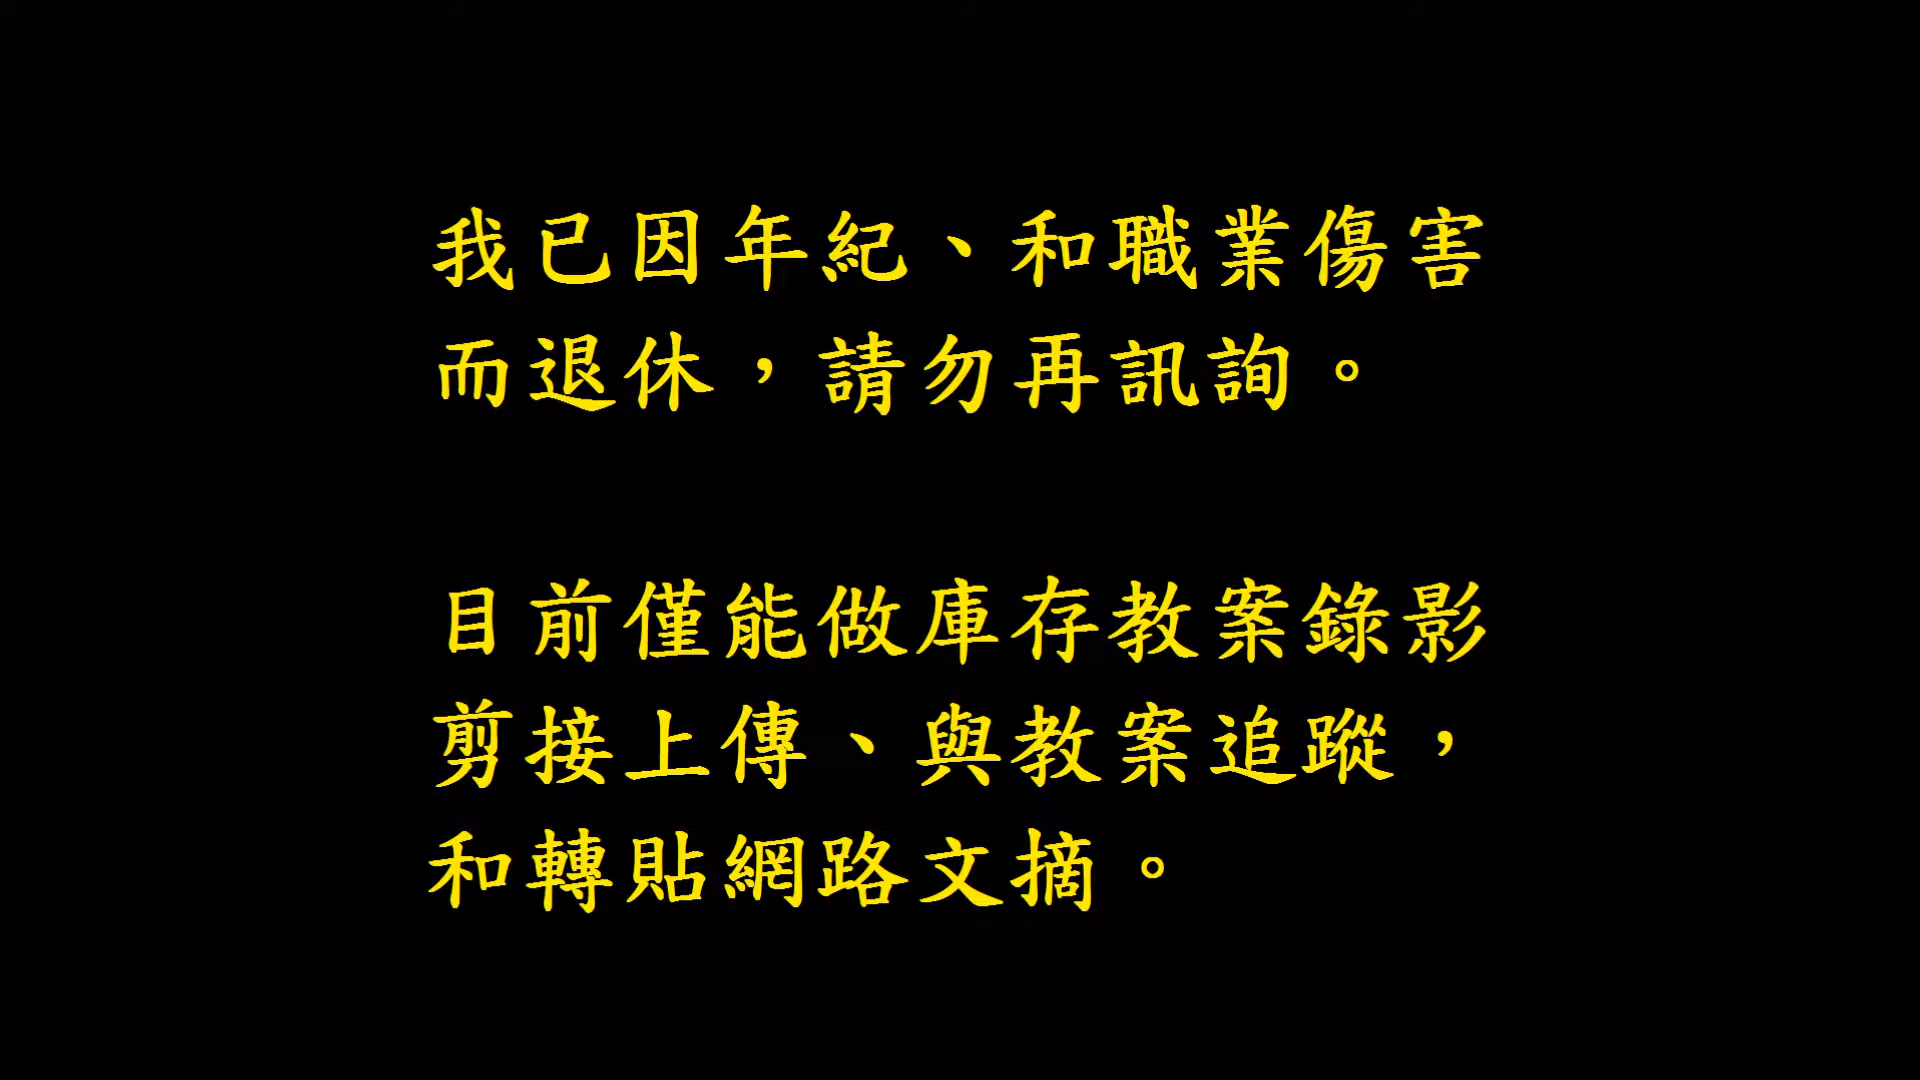 我已因年紀、和職業傷害
而退休，請勿再訊詢。
目前僅能做庫存教案錄影
剪接上傳、與教案追蹤，
和轉貼網路文摘。